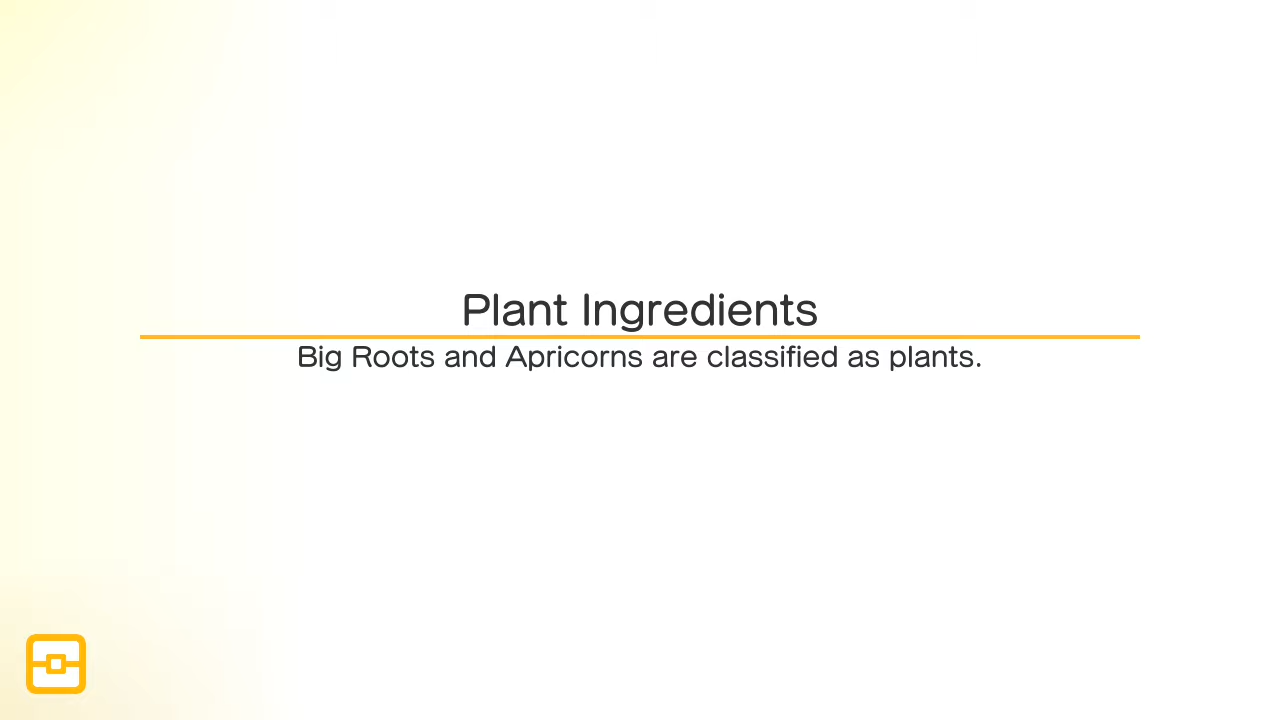 Plant Ingredients
Big Roots and Apricorns are classified as plants.